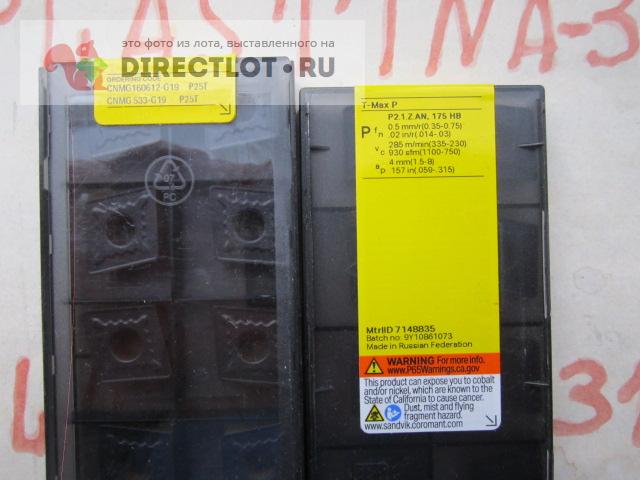 PLASTINA-3
это фото из лота, выставленного на
DIRECTLOT.RU
ORDERING CODE
CNMG160612-G19 P25T
CNMG 533-G19 P25T
07
PC
T-Max P
P2.1.Z.AN, 175 HB
P fn 0.5 mm/r(0.35-0.75)
.02 in/r(.014-.03)
vc 285 m/min(335-230)
930 sfm(1100-750)
ap 4 mm(1.5-8)
.157 in(.059-.315)
MtrlID 7148835
Batch no: 9Y10861073
Made in Russian Federation
WARNING For more info.
www.P65Warnings.ca.gov
This product can expose you to cobalt
and/or nickel, which are known to the
State of California to cause cancer.
Dust, mist and flying
fragment hazard.
www.sandvik.coromant.com